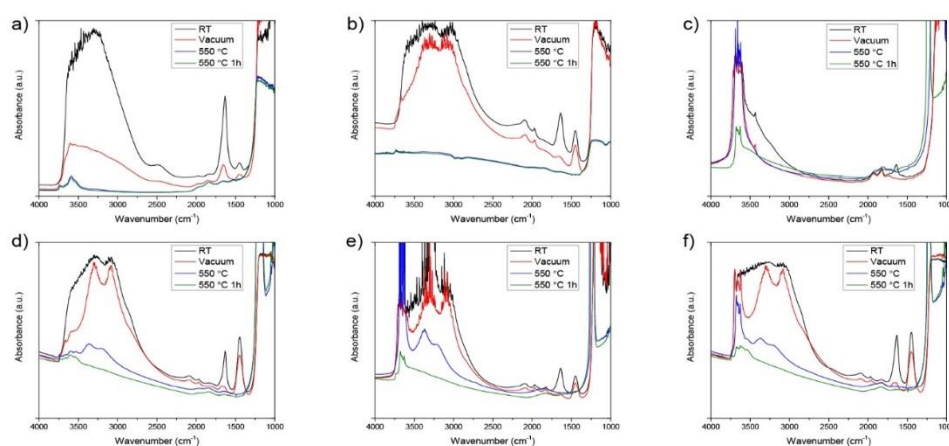 a)
Absorbance (a.u.)
RT
Vacuum
550 °C
550 °C 1h
4000 3500 3000 2500 2000 1500 1000
Wavenumber (cm⁻¹)
b)
Absorbance (a.u.)
RT
Vacuum
550 °C
550 °C 1h
4000 3500 3000 2500 2000 1500 1000
Wavenumber (cm⁻¹)
c)
Absorbance (a.u.)
RT
Vacuum
550 °C
550 °C 1h
4000 3500 3000 2500 2000 1500 1000
Wavenumber (cm⁻¹)
d)
Absorbance (a.u.)
RT
Vacuum
550 °C
550 °C 1h
4000 3500 3000 2500 2000 1500 1000
Wavenumber (cm⁻¹)
e)
Absorbance (a.u.)
RT
Vacuum
550 °C
550 °C 1h
4000 3500 3000 2500 2000 1500 1000
Wavenumber (cm⁻¹)
f)
Absorbance (a.u.)
RT
Vacuum
550 °C
550 °C 1h
4000 3500 3000 2500 2000 1500 1000
Wavenumber (cm⁻¹)